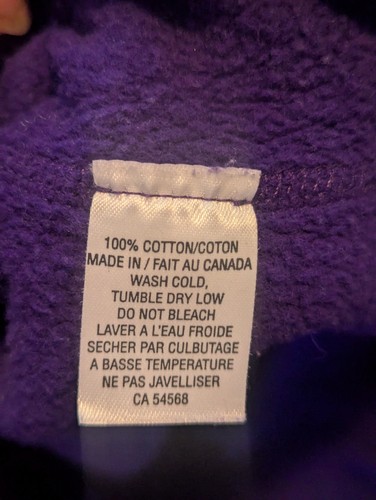 100% COTTON/COTON
MADE IN / FAIT AU CANADA
WASH COLD,
TUMBLE DRY LOW
DO NOT BLEACH
LAVER A L'EAU FROIDE
SECHER PAR CULBUTAGE
A BASSE TEMPERATURE
NE PAS JAVELLISER
CA 54568